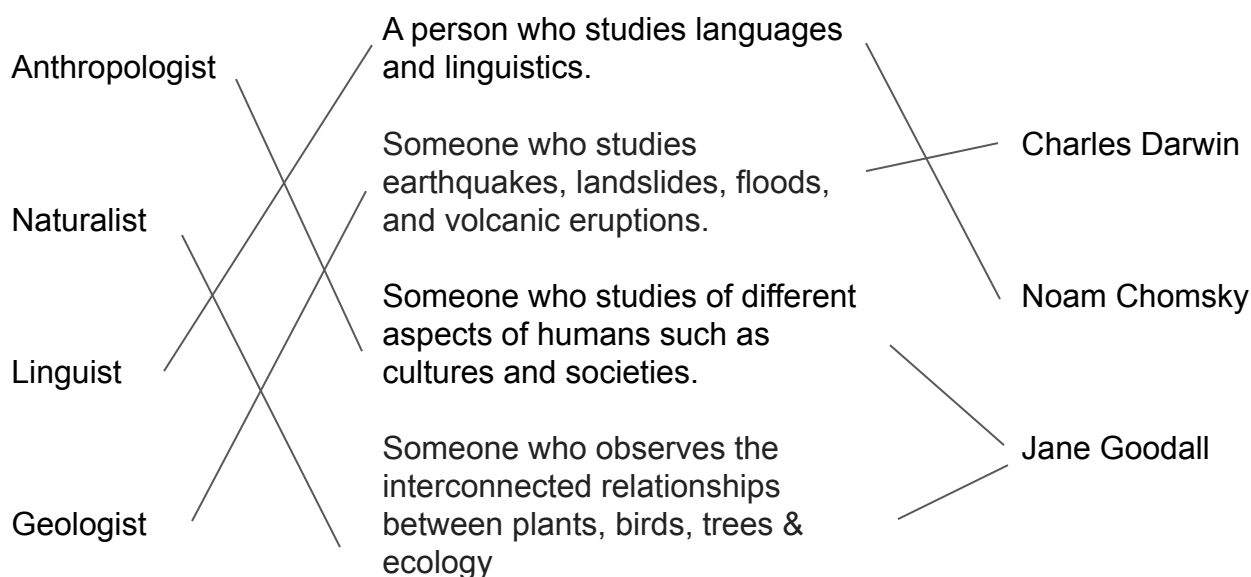 Anthropologist
Naturalist
Linguist
Geologist
A person who studies languages
and linguistics.
Someone who studies
earthquakes, landslides, floods,
and volcanic eruptions.
Someone who studies of different
aspects of humans such as
cultures and societies.
Someone who observes the
interconnected relationships
between plants, birds, trees &
ecology
Charles Darwin
Noam Chomsky
Jane Goodall